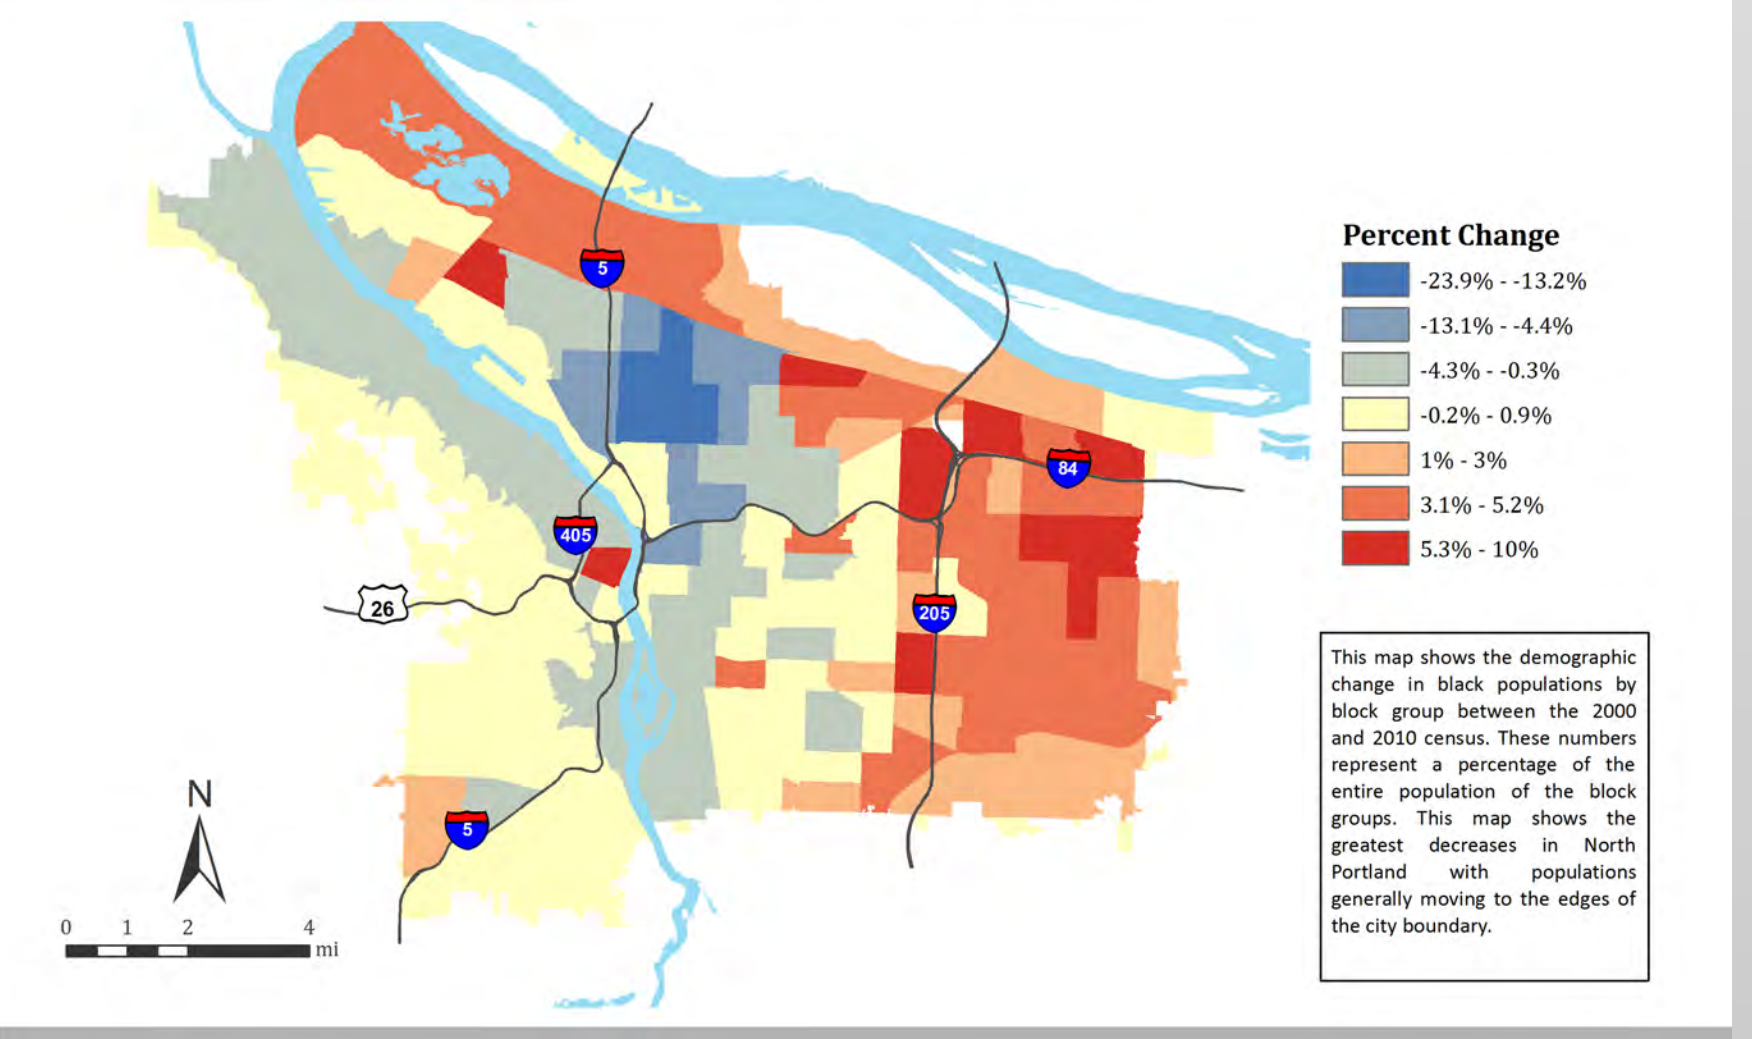 Percent Change
-23.9% - -13.2%
-13.1% - -4.4%
-4.3% - -0.3%
-0.2% - 0.9%
1% - 3%
3.1% - 5.2%
5.3% - 10%
5
84
405
26
205
5
This map shows the demographic
change in black populations by
block group between the 2000
and 2010 census. These numbers
represent a percentage of the
entire population of the block
groups. This map shows the
greatest decreases in North
Portland with populations
generally moving to the edges of
the city boundary.
N
0 1 2 4
mi